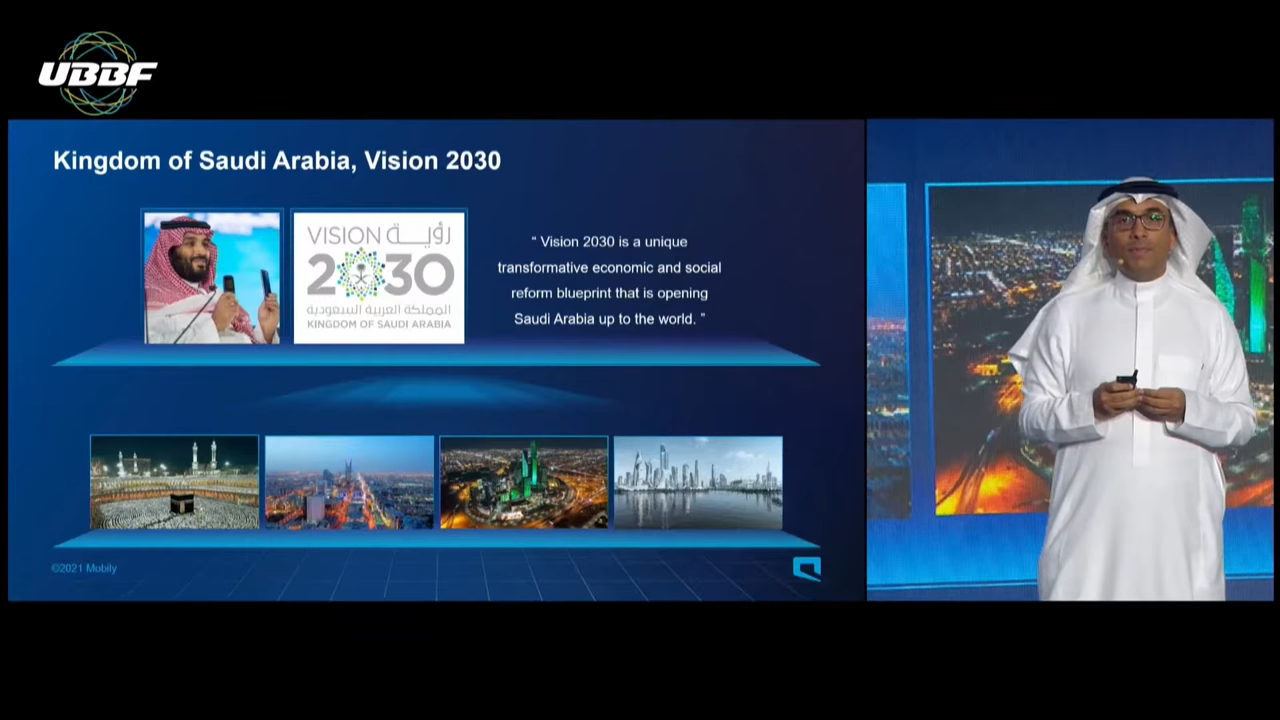 UBBF
Kingdom of Saudi Arabia, Vision 2030
VISION رؤيـــة
2030
المملكة العربية السعودية
KINGDOM OF SAUDI ARABIA
“ Vision 2030 is a unique
transformative economic and social
reform blueprint that is opening
Saudi Arabia up to the world. ”
©2021 Mobily